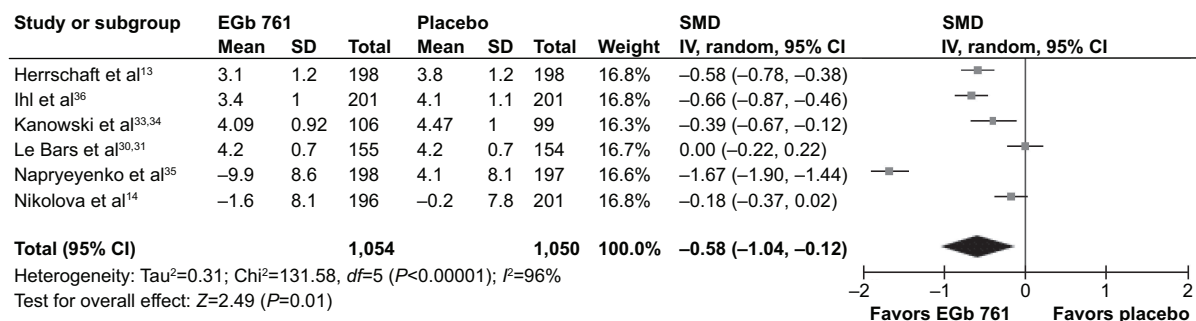 Study or subgroup EGb 761 Placebo SMD SMD
Mean SD Total Mean SD Total Weight IV, random, 95% CI IV, random, 95% CI
Herrschaft et al¹³ 3.1 1.2 198 3.8 1.2 198 16.8% –0.58 (–0.78, –0.38)
Ihl et al³⁶ 3.4 1 201 4.1 1.1 201 16.8% –0.66 (–0.87, –0.46)
Kanowski et al³³,³⁴ 4.09 0.92 106 4.47 1 99 16.3% –0.39 (–0.67, –0.12)
Le Bars et al³⁰,³¹ 4.2 0.7 155 4.2 0.7 154 16.7% 0.00 (–0.22, 0.22)
Napryeyenko et al³⁵ –9.9 8.6 198 4.1 8.1 197 16.6% –1.67 (–1.90, –1.44)
Nikolova et al¹⁴ –1.6 8.1 196 –0.2 7.8 201 16.8% –0.18 (–0.37, 0.02)
Total (95% CI) 1,054 1,050 100.0% –0.58 (–1.04, –0.12)
Heterogeneity: Tau²=0.31; Chi²=131.58, df=5 (P<0.00001); I²=96%
Test for overall effect: Z=2.49 (P=0.01)
–2 –1 0 1 2
Favors EGb 761 Favors placebo